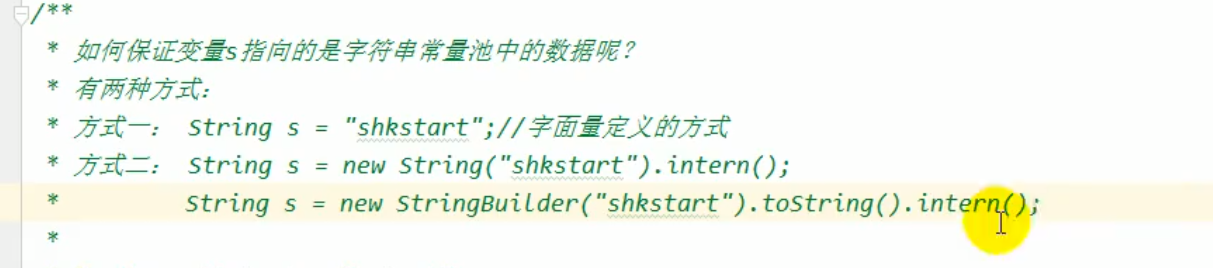 /**
* 如何保证变量s指向的是字符串常量池中的数据呢？
* 有两种方式：
* 方式一： String s = "shkstart";//字面量定义的方式
* 方式二： String s = new String("shkstart").intern();
* String s = new StringBuilder("shkstart").toString().intern();
*